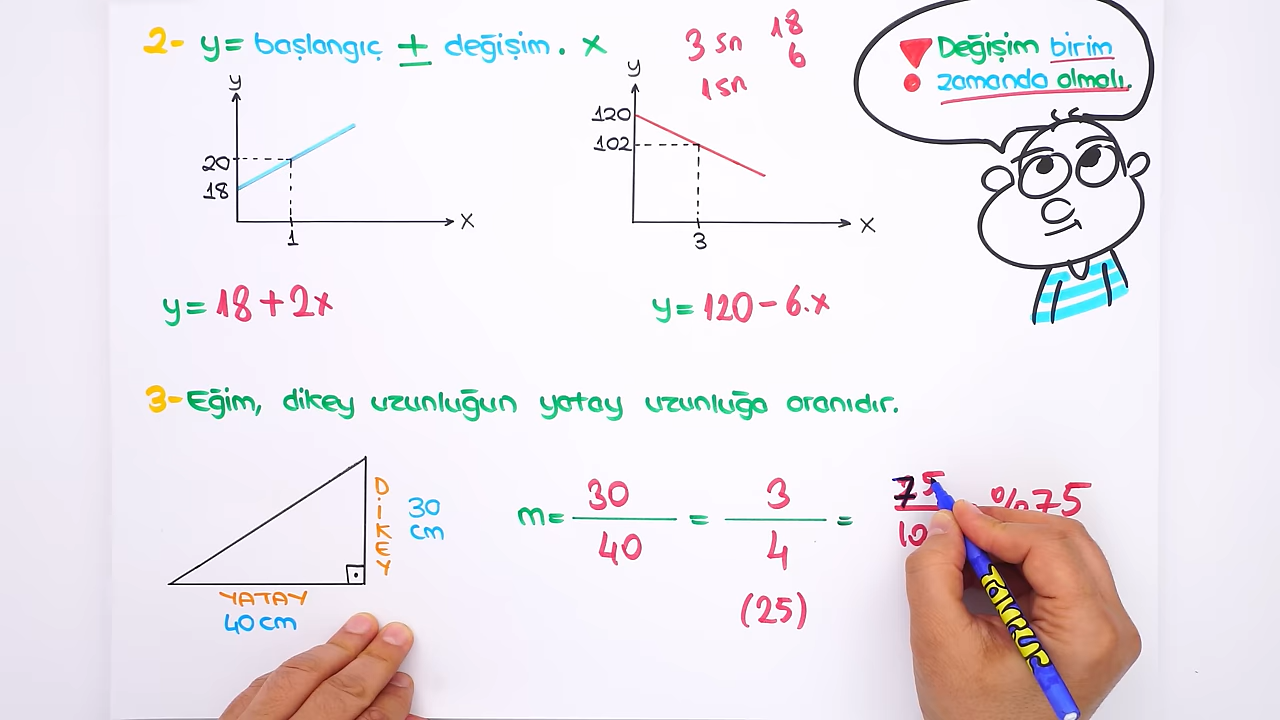 2- y = başlangıç ± değişim . x
3 sn 18
6
1 sn
Değişim birim
zamanda olmalı.
y
20
18
1
x
y
120
102
3
x
y = 18 + 2x
y = 120 - 6.x
3- Eğim, dikey uzunluğun yatay uzunluğa oranıdır.
DİKEY
30
cm
YATAY
40 cm
m = 30/40 = 3/4 = 75/10 %75
(25)